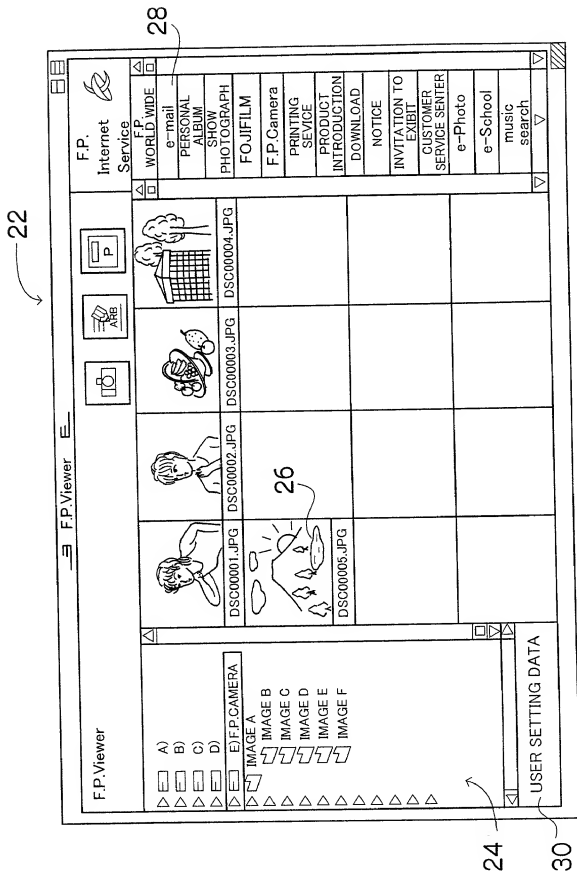 22
F.P.Viewer
F.P.Viewer
ARB
P
F.P.
Internet
Service
A)
B)
C)
D)
E)F.P.CAMERA
IMAGE A
IMAGE B
IMAGE C
IMAGE D
IMAGE E
IMAGE F
24
USER SETTING DATA
30
DSC00001.JPG
DSC00002.JPG
DSC00003.JPG
DSC00004.JPG
26
DSC00005.JPG
F.P.
WORLD WIDE
e-mail
28
PERSONAL
ALBUM
SHOW
PHOTOGRAPH
FOJIFILM
F.P.Camera
PRINTING
SEVICE
PRODUCT
INTRODUCTION
DOWNLOAD
NOTICE
INVITATION TO
EXIBIT
CUSTOMER
SERVICE SENTER
e-Photo
e-School
music
search